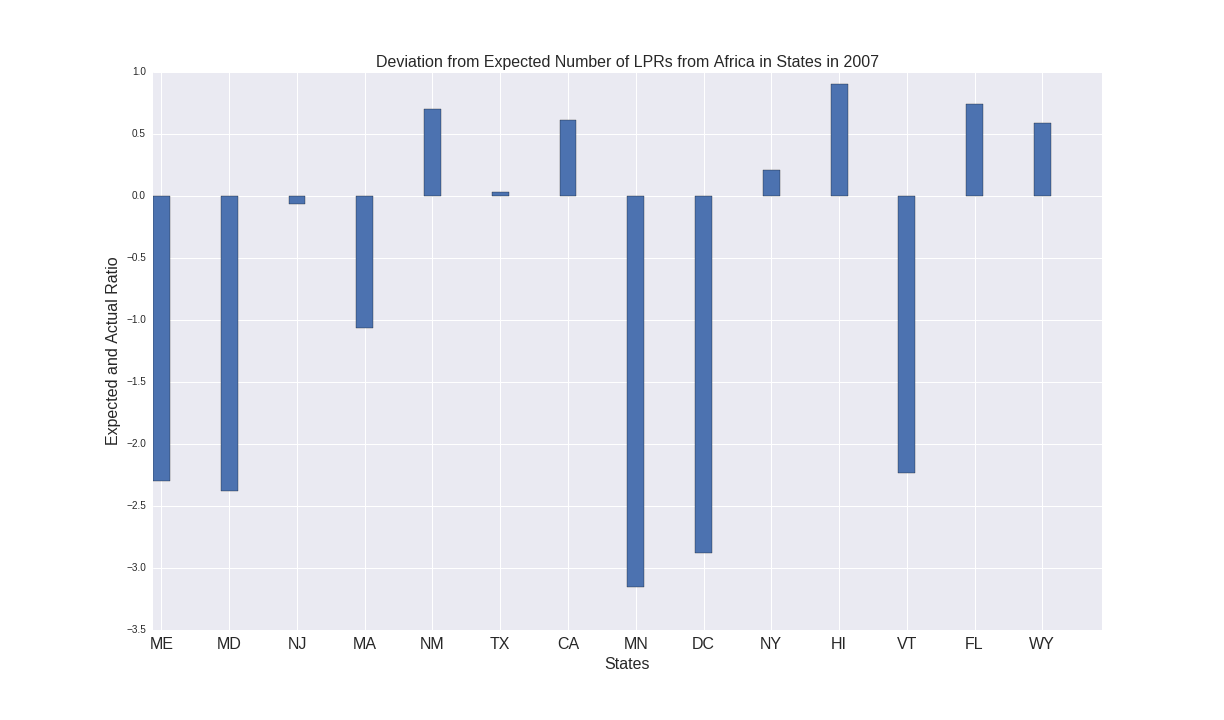 Deviation from Expected Number of LPRs from Africa in States in 2007
1.0
0.5
0.0
−0.5
−1.0
−1.5
−2.0
−2.5
−3.0
−3.5
Expected and Actual Ratio
ME MD NJ MA NM TX CA MN DC NY HI VT FL WY
States